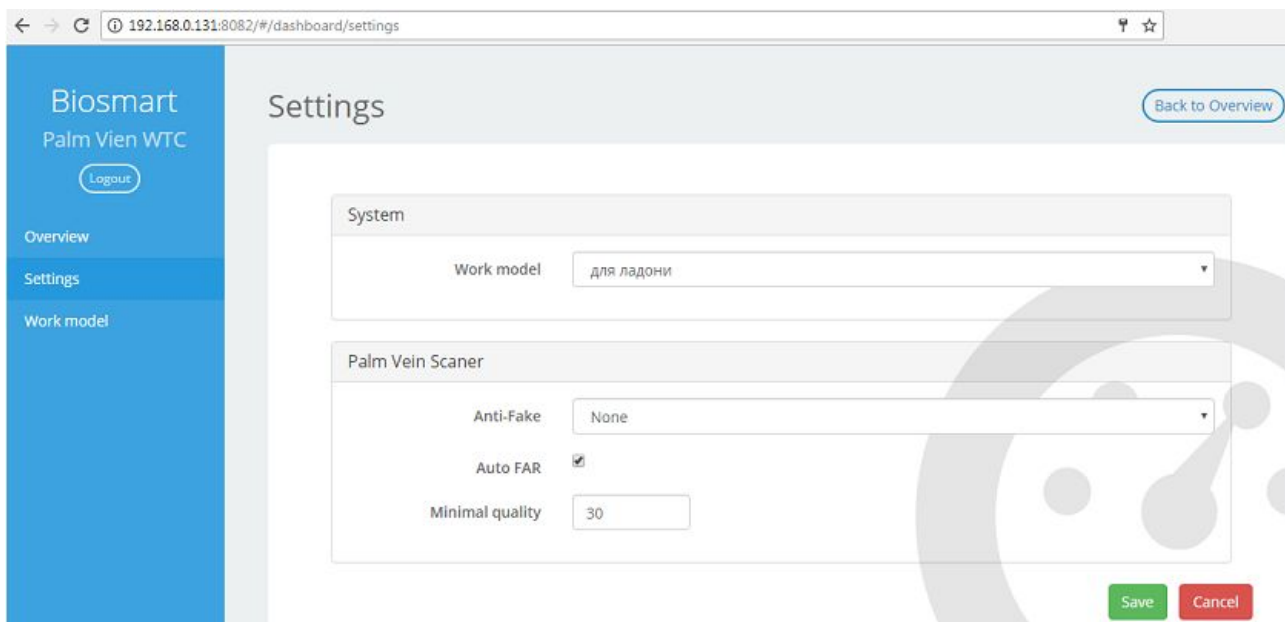 192.168.0.131:8082/#/dashboard/settings
Biosmart
Palm Vien WTC
Logout
Overview
Settings
Work model
Settings
Back to Overview
System
Work model для ладони
Palm Vein Scaner
Anti-Fake None
Auto FAR
Minimal quality 30
Save Cancel